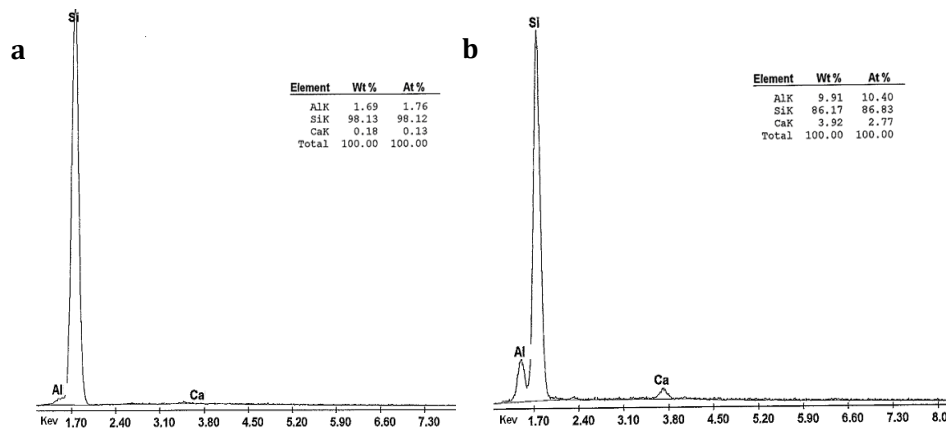 a
Si
Element Wt % At %
AlK 1.69 1.76
SiK 98.13 98.12
CaK 0.18 0.13
Total 100.00 100.00
Al
Ca
Kev 1.70 2.40 3.10 3.80 4.50 5.20 5.90 6.60 7.30
b
Si
Element Wt % At %
AlK 9.91 10.40
SiK 86.17 86.83
CaK 3.92 2.77
Total 100.00 100.00
Al
Ca
Kev 1.70 2.40 3.10 3.80 4.50 5.20 5.90 6.60 7.30 8.0